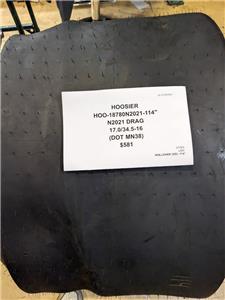 HOOSIER
HOO-18780N2021-114"
N2021 DRAG
17.0/34.5-16
(DOT MN38)
$581